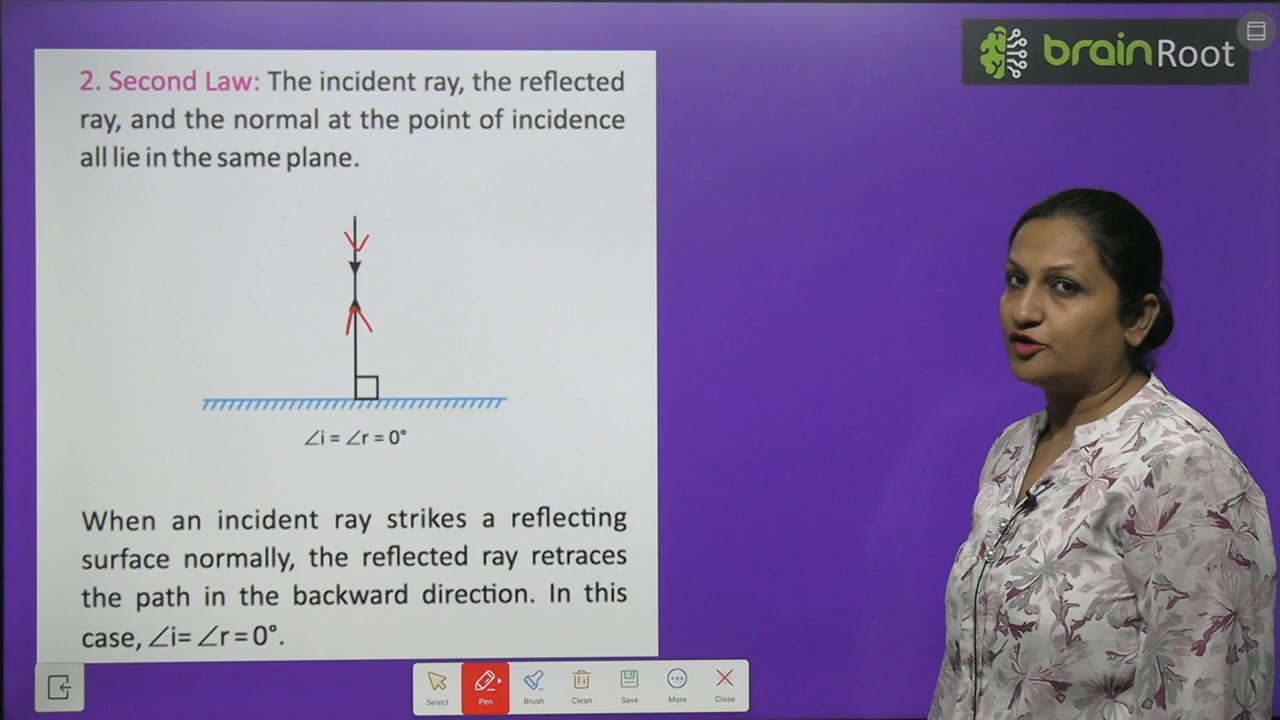 brainRoot
2. Second Law: The incident ray, the reflected
ray, and the normal at the point of incidence
all lie in the same plane.
∠i = ∠r = 0°
When an incident ray strikes a reflecting
surface normally, the reflected ray retraces
the path in the backward direction. In this
case, ∠i= ∠r = 0°.
Select Pen Brush Clean Save More Close